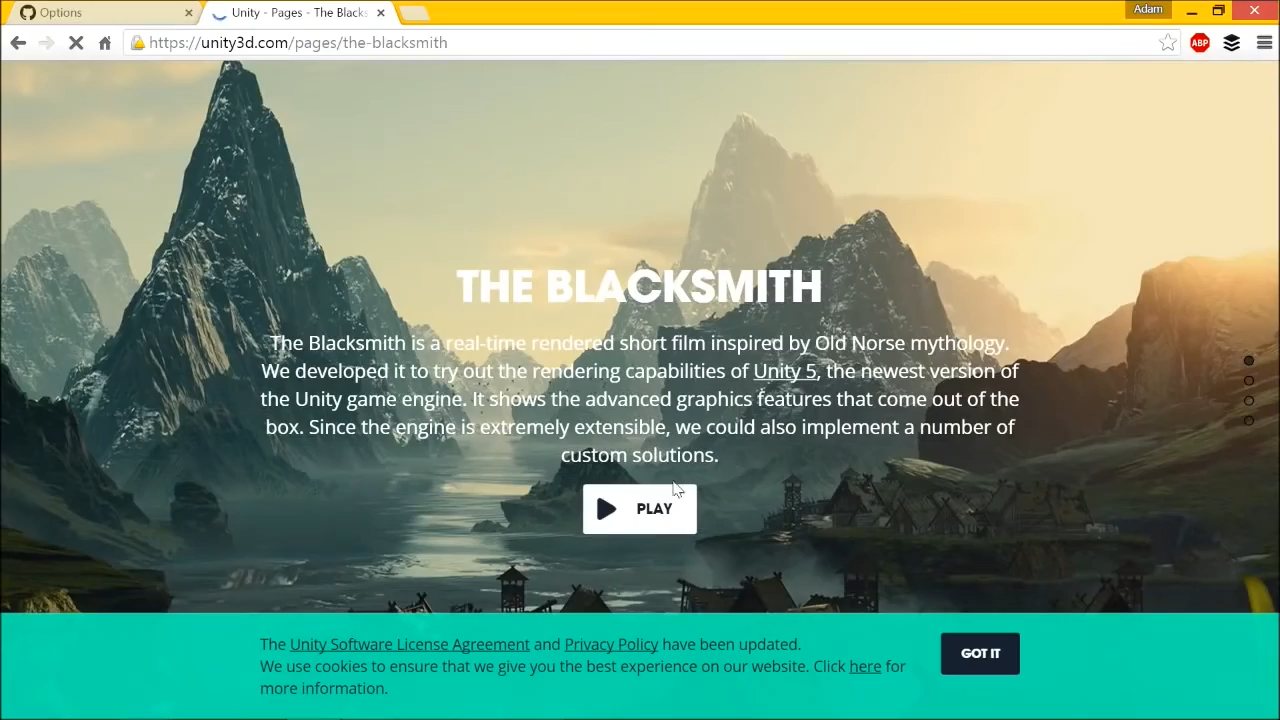 Options
Unity - Pages - The Blacks
Adam
https://unity3d.com/pages/the-blacksmith
ABP
THE BLACKSMITH
The Blacksmith is a real-time rendered short film inspired by Old Norse mythology.
We developed it to try out the rendering capabilities of Unity 5, the newest version of
the Unity game engine. It shows the advanced graphics features that come out of the
box. Since the engine is extremely extensible, we could also implement a number of
custom solutions.
PLAY
The Unity Software License Agreement and Privacy Policy have been updated.
We use cookies to ensure that we give you the best experience on our website. Click here for
more information.
GOT IT